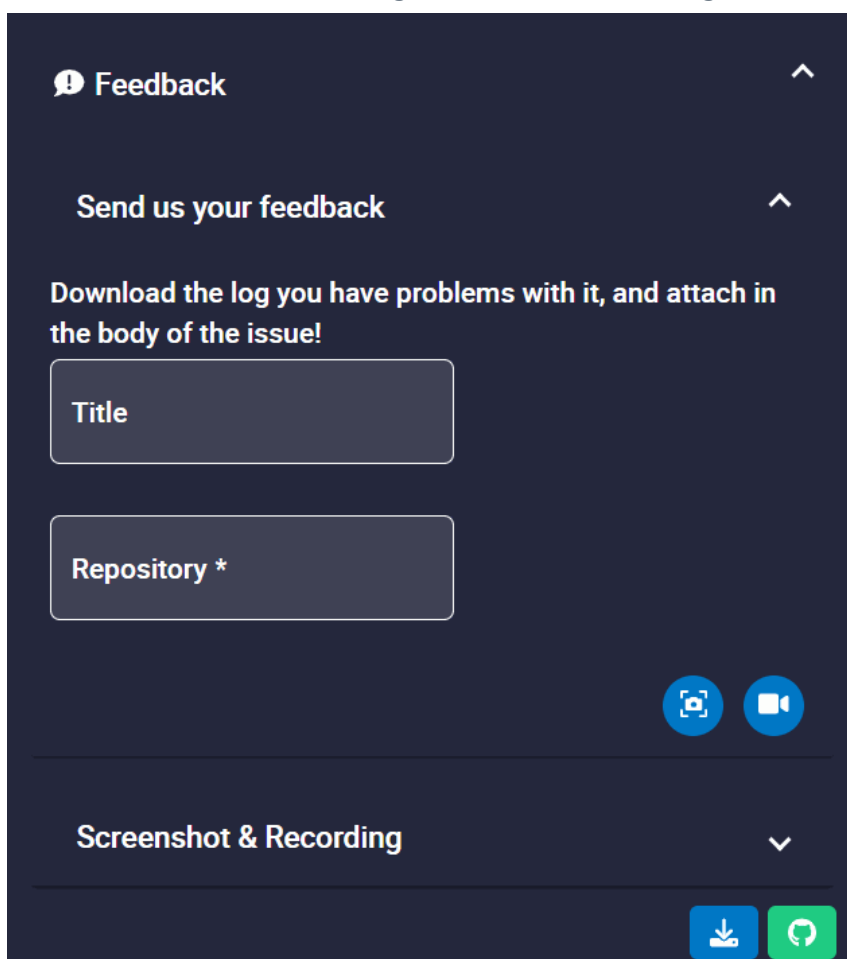 Feedback
Send us your feedback
Download the log you have problems with it, and attach in
the body of the issue!
Title
Repository *
Screenshot & Recording